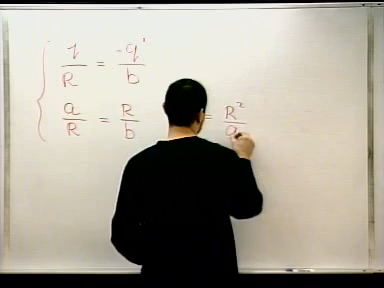 q/R = -q'/b
a/R = R/b = R²/a